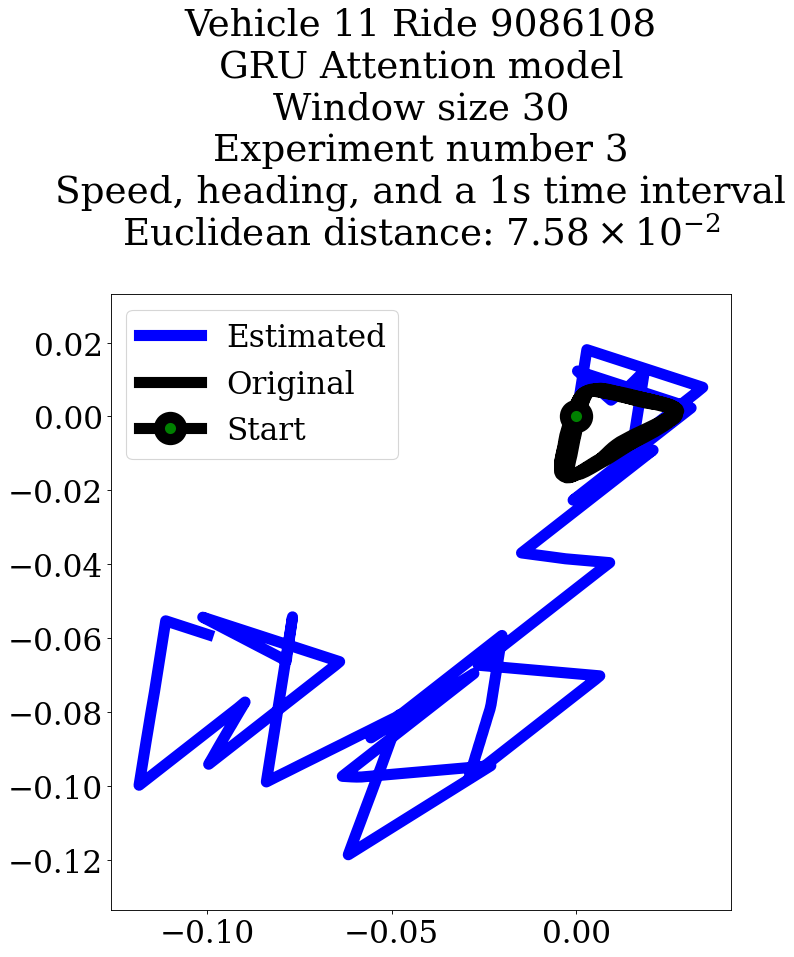 Vehicle 11 Ride 9086108
GRU Attention model
Window size 30
Experiment number 3
Speed, heading, and a 1s time interval
Euclidean distance: 7.58 × 10⁻²
Estimated
Original
Start
0.02
0.00
−0.02
−0.04
−0.06
−0.08
−0.10
−0.12
−0.10 −0.05 0.00